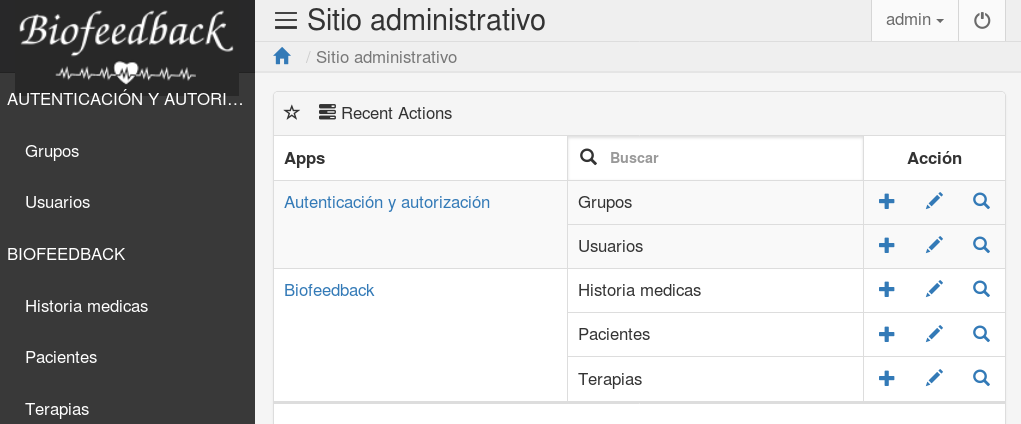 Biofeedback
AUTENTICACIÓN Y AUTORI...
Grupos
Usuarios
BIOFEEDBACK
Historia medicas
Pacientes
Terapias
Sitio administrativo
admin
/ Sitio administrativo
Recent Actions
Apps
Buscar
Acción
Autenticación y autorización
Grupos
Usuarios
Biofeedback
Historia medicas
Pacientes
Terapias